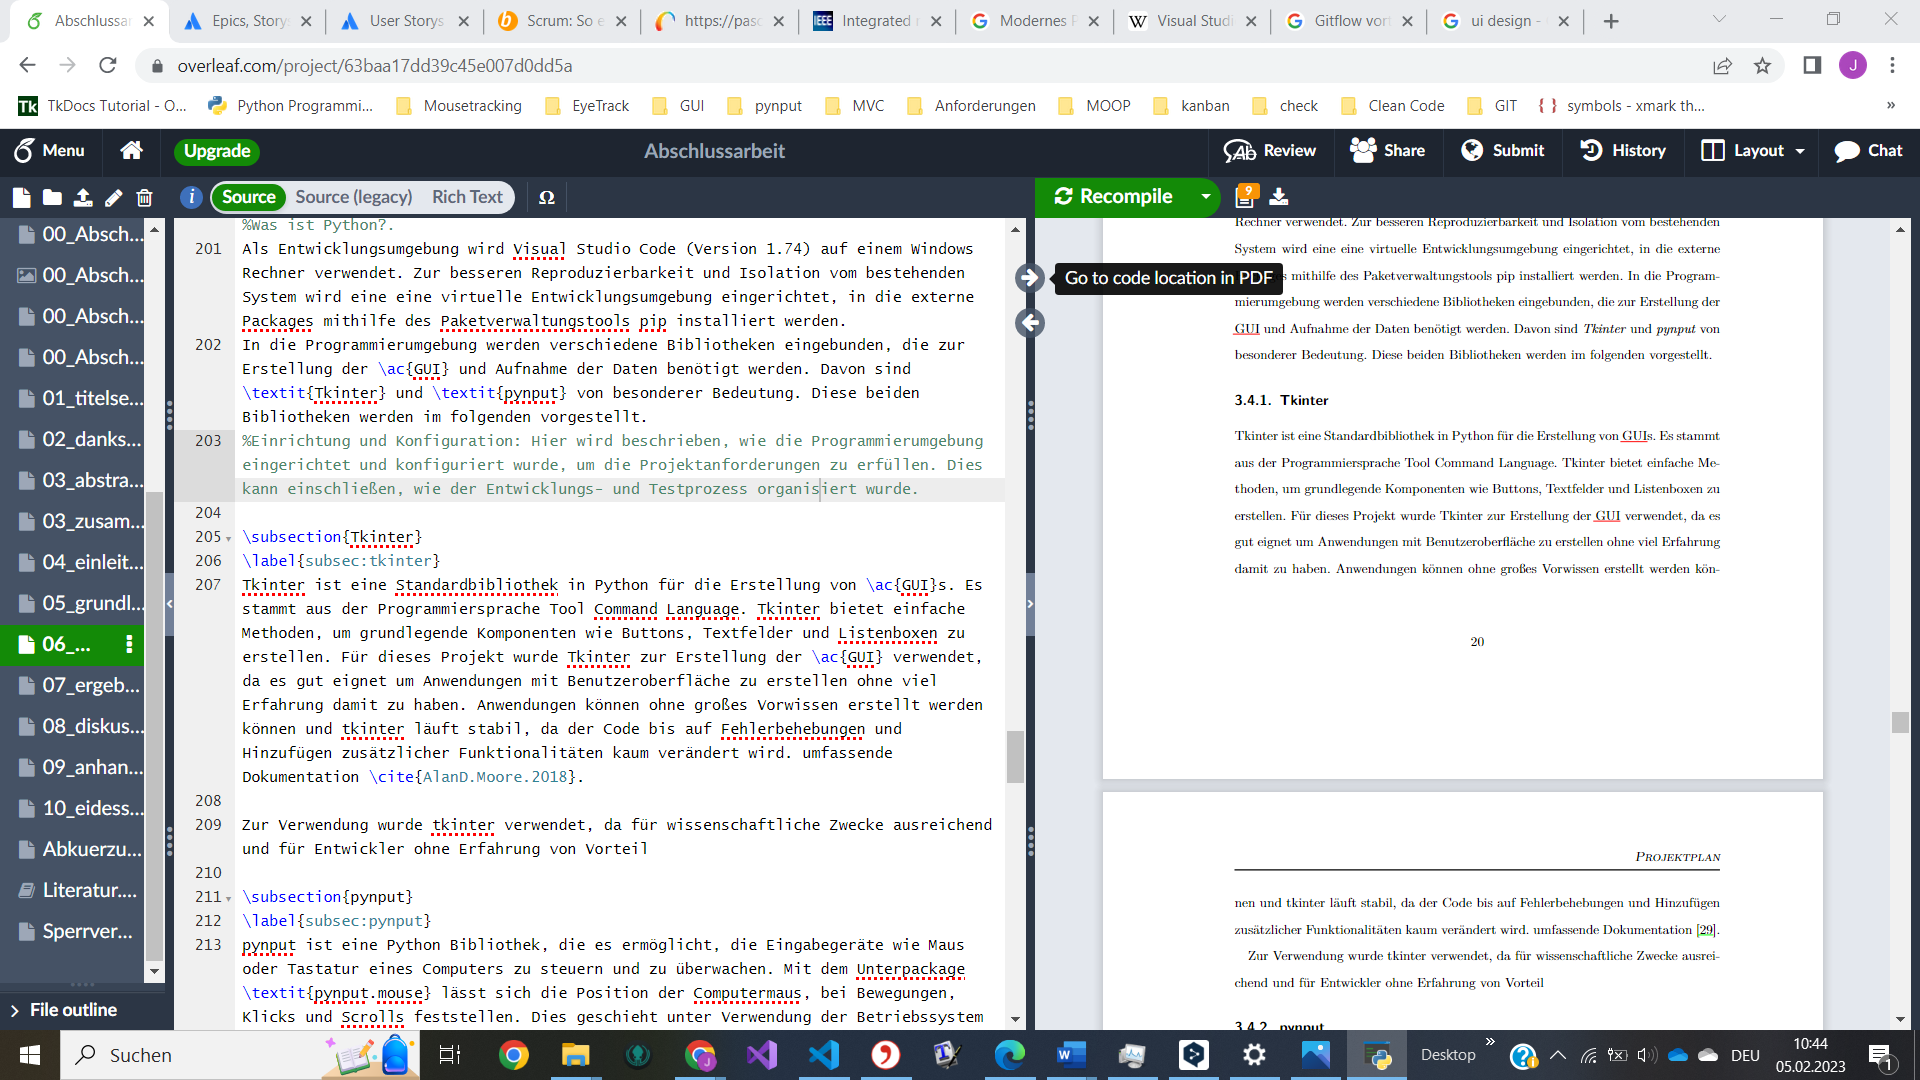 Abschlussar
Epics, Story
User Storys
Scrum: So e
https://pasc
Integrated r
Modernes P
Visual Studi
Gitflow vort
ui design -
overleaf.com/project/63baa17dd39c45e007d0dd5a
J
TkDocs Tutorial - O...
Python Programmi...
Mousetracking
EyeTrack
GUI
pynput
MVC
Anforderungen
MOOP
kanban
check
Clean Code
GIT
symbols - xmark th...
»
Menu
Upgrade
Abschlussarbeit
Review
Share
Submit
History
Layout
Chat
Source
Source (legacy)
Rich Text
Ω
Recompile
9
00_Absch...
00_Absch...
00_Absch...
00_Absch...
01_titelse...
02_danks...
03_abstra...
03_zusam...
04_einleit...
05_grundl...
06_...
07_ergeb...
08_diskus...
09_anhan...
10_eidess...
Abkuerzu...
Literatur....
Sperrver...
File outline
%Was ist Python?.
201 Als Entwicklungsumgebung wird Visual Studio Code (Version 1.74) auf einem Windows
Rechner verwendet. Zur besseren Reproduzierbarkeit und Isolation vom bestehenden
System wird eine eine virtuelle Entwicklungsumgebung eingerichtet, in die externe
Packages mithilfe des Paketverwaltungstools pip installiert werden.
202 In die Programmierumgebung werden verschiedene Bibliotheken eingebunden, die zur
Erstellung der \ac{GUI} und Aufnahme der Daten benötigt werden. Davon sind
\textit{Tkinter} und \textit{pynput} von besonderer Bedeutung. Diese beiden
Bibliotheken werden im folgenden vorgestellt.
203 %Einrichtung und Konfiguration: Hier wird beschrieben, wie die Programmierumgebung
eingerichtet und konfiguriert wurde, um die Projektanforderungen zu erfüllen. Dies
kann einschließen, wie der Entwicklungs- und Testprozess organisiert wurde.
204
205 \subsection{Tkinter}
206 \label{subsec:tkinter}
207 Tkinter ist eine Standardbibliothek in Python für die Erstellung von \ac{GUI}s. Es
stammt aus der Programmiersprache Tool Command Language. Tkinter bietet einfache
Methoden, um grundlegende Komponenten wie Buttons, Textfelder und Listenboxen zu
erstellen. Für dieses Projekt wurde Tkinter zur Erstellung der \ac{GUI} verwendet,
da es gut eignet um Anwendungen mit Benutzeroberfläche zu erstellen ohne viel
Erfahrung damit zu haben. Anwendungen können ohne großes Vorwissen erstellt werden
können und tkinter läuft stabil, da der Code bis auf Fehlerbehebungen und
Hinzufügen zusätzlicher Funktionalitäten kaum verändert wird. umfassende
Dokumentation \cite{AlanD.Moore.2018}.
208
209 Zur Verwendung wurde tkinter verwendet, da für wissenschaftliche Zwecke ausreichend
und für Entwickler ohne Erfahrung von Vorteil
210
211 \subsection{pynput}
212 \label{subsec:pynput}
213 pynput ist eine Python Bibliothek, die es ermöglicht, die Eingabegeräte wie Maus
oder Tastatur eines Computers zu steuern und zu überwachen. Mit dem Unterpackage
\textit{pynput.mouse} lässt sich die Position der Computermaus, bei Bewegungen,
Klicks und Scrolls feststellen. Dies geschieht unter Verwendung der Betriebssystem
Go to code location in PDF
Rechner verwendet. Zur besseren Reproduzierbarkeit und Isolation vom bestehenden
System wird eine eine virtuelle Entwicklungsumgebung eingerichtet, in die externe
s mithilfe des Paketverwaltungstools pip installiert werden. In die Program-
mierumgebung werden verschiedene Bibliotheken eingebunden, die zur Erstellung der
GUI und Aufnahme der Daten benötigt werden. Davon sind Tkinter und pynput von
besonderer Bedeutung. Diese beiden Bibliotheken werden im folgenden vorgestellt.
3.4.1. Tkinter
Tkinter ist eine Standardbibliothek in Python für die Erstellung von GUIs. Es stammt
aus der Programmiersprache Tool Command Language. Tkinter bietet einfache Me-
thoden, um grundlegende Komponenten wie Buttons, Textfelder und Listenboxen zu
erstellen. Für dieses Projekt wurde Tkinter zur Erstellung der GUI verwendet, da es
gut eignet um Anwendungen mit Benutzeroberfläche zu erstellen ohne viel Erfahrung
damit zu haben. Anwendungen können ohne großes Vorwissen erstellt werden kön-
20
Projektplan
nen und tkinter läuft stabil, da der Code bis auf Fehlerbehebungen und Hinzufügen
zusätzlicher Funktionalitäten kaum verändert wird. umfassende Dokumentation [29].
Zur Verwendung wurde tkinter verwendet, da für wissenschaftliche Zwecke ausrei-
chend und für Entwickler ohne Erfahrung von Vorteil
3.4.2. pynput
Suchen
Desktop
»
DEU
10:44
05.02.2023
1